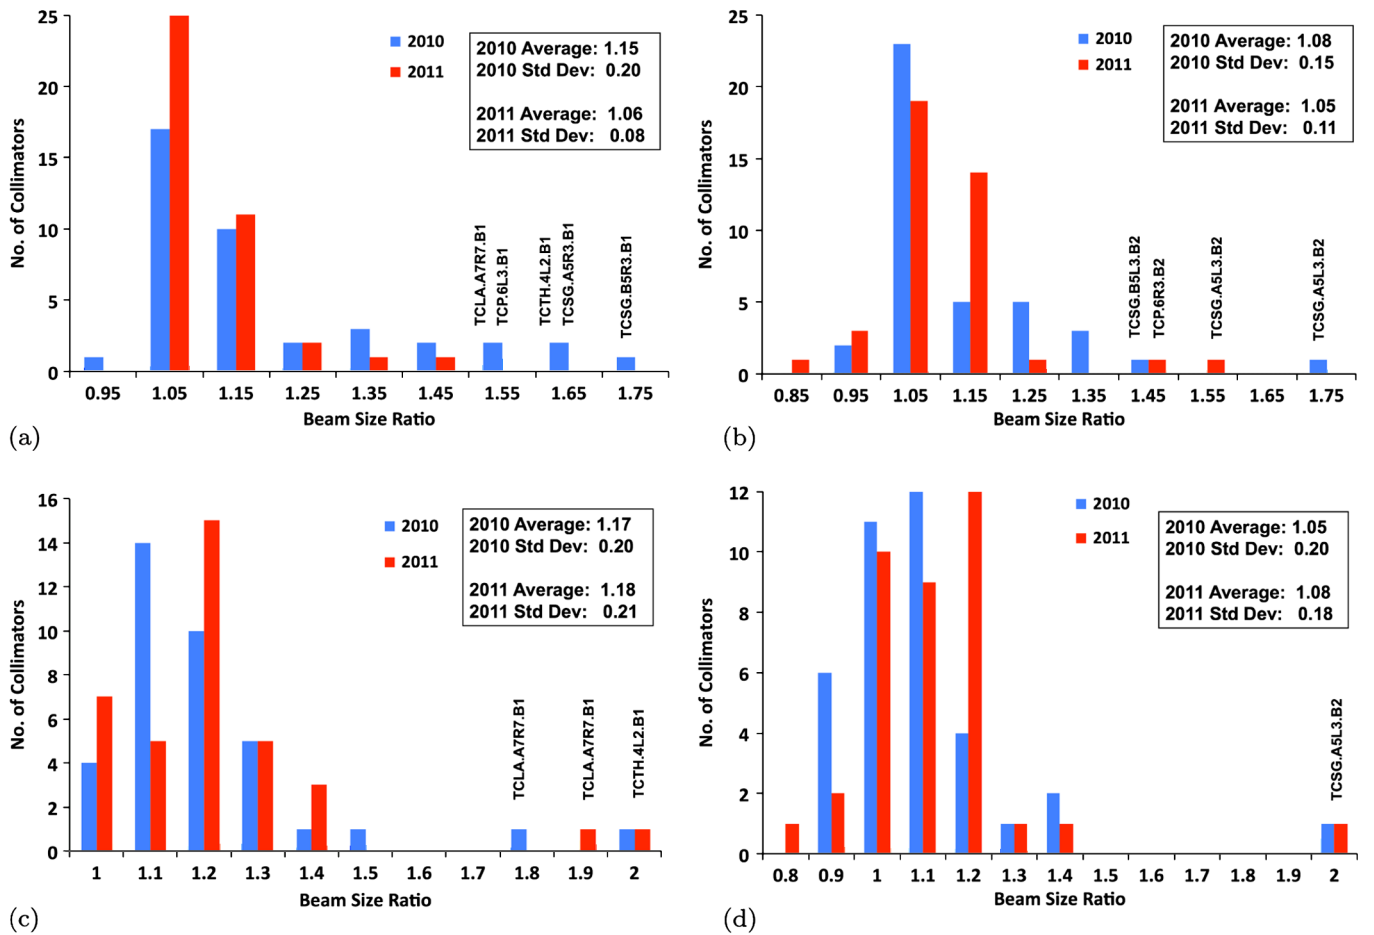 25
20
15
10
5
0
No. of Collimators
2010
2011
2010 Average: 1.15
2010 Std Dev: 0.20
2011 Average: 1.06
2011 Std Dev: 0.08
TCLA.A7R7.B1
TCP.6L3.B1
TCTH.4L2.B1
TCSG.A5R3.B1
TCSG.B5R3.B1
0.95 1.05 1.15 1.25 1.35 1.45 1.55 1.65 1.75
Beam Size Ratio
(a)
25
20
15
10
5
0
No. of Collimators
2010
2011
2010 Average: 1.08
2010 Std Dev: 0.15
2011 Average: 1.05
2011 Std Dev: 0.11
TCSG.B5L3.B2
TCP.6R3.B2
TCSG.A5L3.B2
TCSG.A5L3.B2
0.85 0.95 1.05 1.15 1.25 1.35 1.45 1.55 1.65 1.75
Beam Size Ratio
(b)
16
14
12
10
8
6
4
2
0
No. of Collimators
2010
2011
2010 Average: 1.17
2010 Std Dev: 0.20
2011 Average: 1.18
2011 Std Dev: 0.21
TCLA.A7R7.B1
TCLA.A7R7.B1
TCTH.4L2.B1
1 1.1 1.2 1.3 1.4 1.5 1.6 1.7 1.8 1.9 2
Beam Size Ratio
(c)
12
10
8
6
4
2
0
No. of Collimators
2010
2011
2010 Average: 1.05
2010 Std Dev: 0.20
2011 Average: 1.08
2011 Std Dev: 0.18
TCSG.A5L3.B2
0.8 0.9 1 1.1 1.2 1.3 1.4 1.5 1.6 1.7 1.8 1.9 2
Beam Size Ratio
(d)